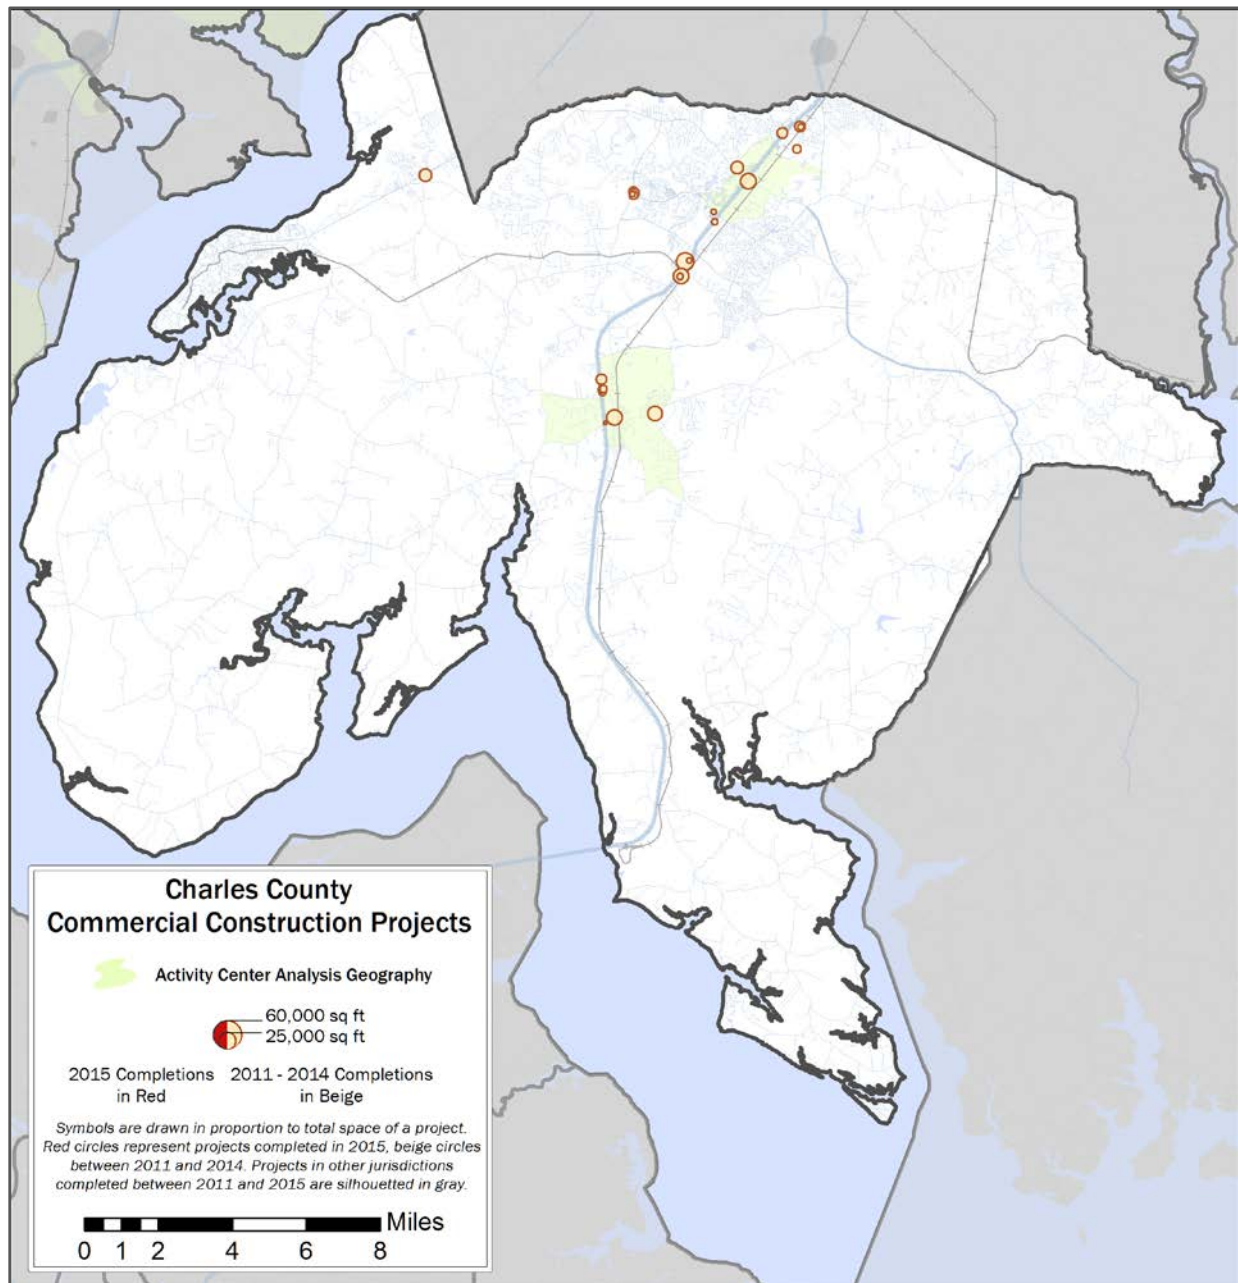 Charles County
Commercial Construction Projects
Activity Center Analysis Geography
60,000 sq ft
25,000 sq ft
2015 Completions
in Red
2011 - 2014 Completions
in Beige
Symbols are drawn in proportion to total space of a project.
Red circles represent projects completed in 2015, beige circles
between 2011 and 2014. Projects in other jurisdictions
completed between 2011 and 2015 are silhouetted in gray.
Miles
0 1 2 4 6 8